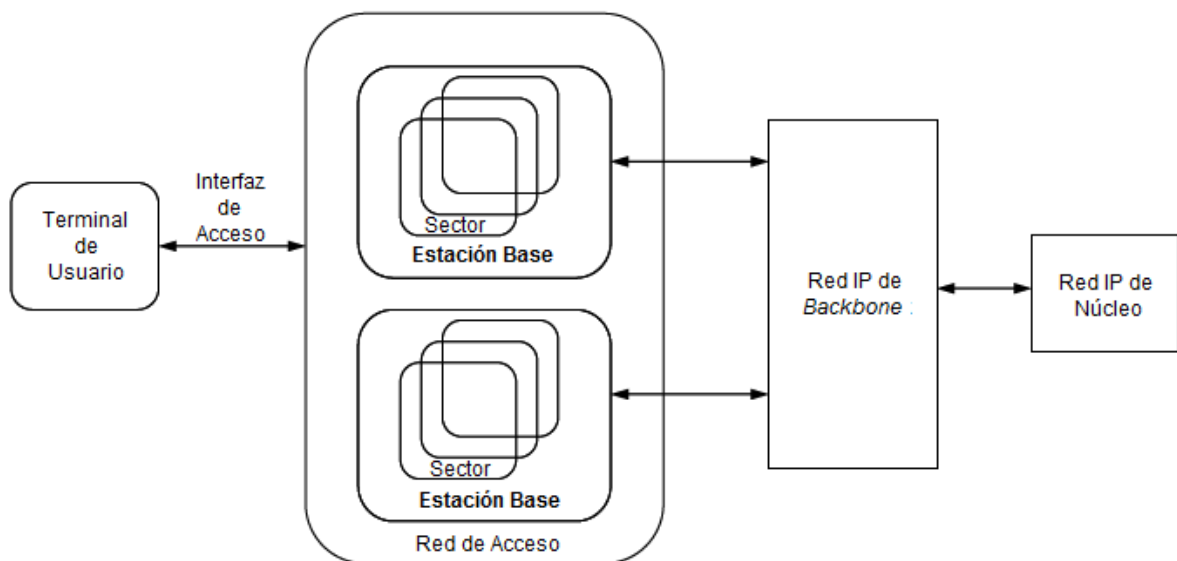 Terminal
de
Usuario
Interfaz
de
Acceso
Sector
Estación Base
Sector
Estación Base
Red de Acceso
Red IP de
Backbone :
Red IP de
Núcleo